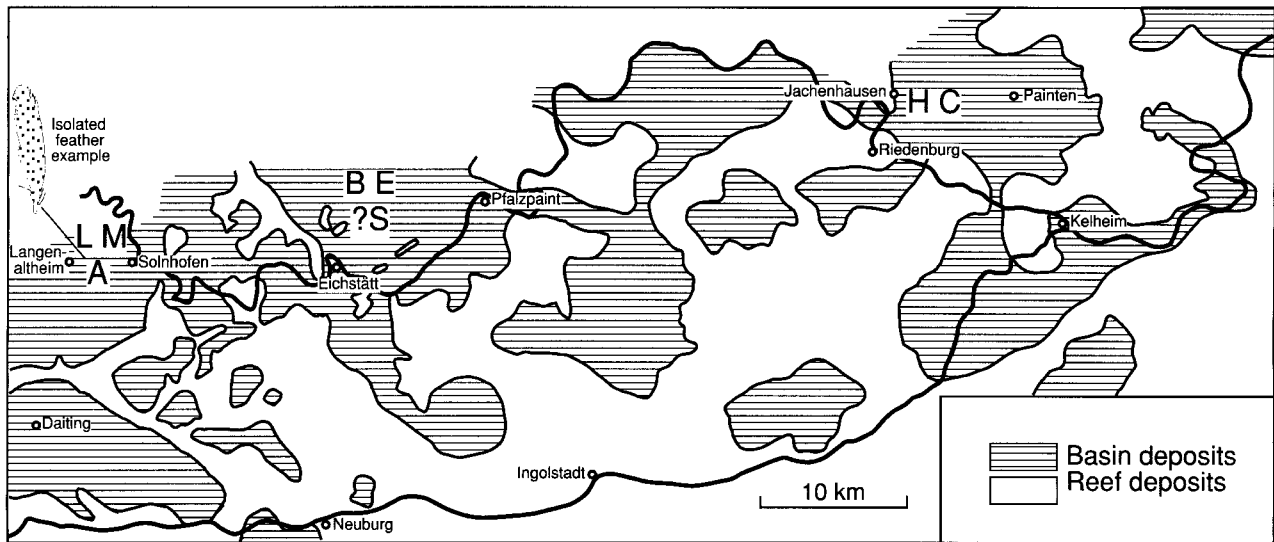 Jachenhausen
H C
Painten
Isolated
feather
example
Riedenburg
B E
?S
Pfalzpaint
Kelheim
L M
Langen-
altheim
A
Solnhofen
Eichstätt
Daiting
Ingolstadt
10 km
Neuburg
Basin deposits
Reef deposits